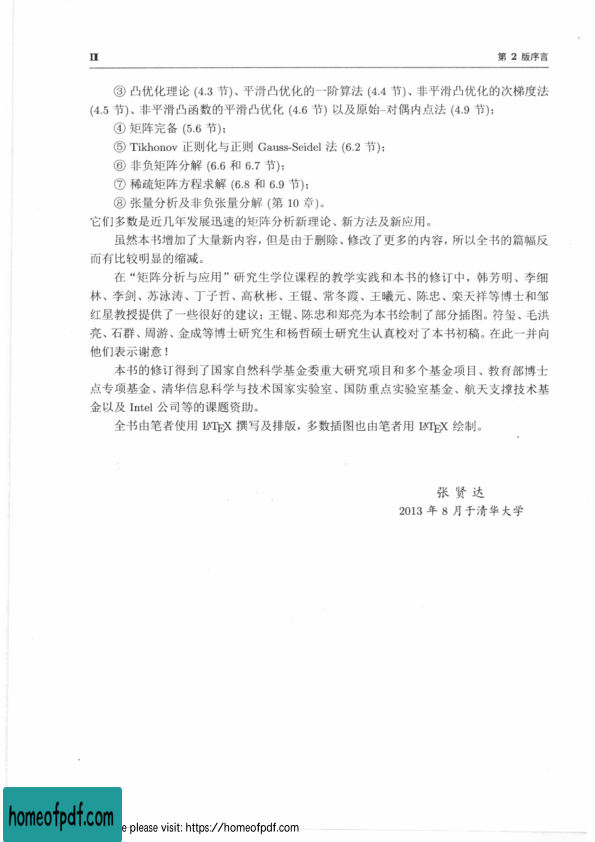 II
第 2 版序言
③ 凸优化理论 (4.3 节)、平滑凸优化的一阶算法 (4.4 节)、非平滑凸优化的次梯度法
(4.5 节)、非平滑凸函数的平滑凸优化 (4.6 节) 以及原始–对偶内点法 (4.9 节);
④ 矩阵完备 (5.6 节);
⑤ Tikhonov 正则化与正则 Gauss-Seidel 法 (6.2 节);
⑥ 非负矩阵分解 (6.6 和 6.7 节);
⑦ 稀疏矩阵方程求解 (6.8 和 6.9 节);
⑧ 张量分析及非负张量分解 (第 10 章)。
它们多数是近几年发展迅速的矩阵分析新理论、新方法及新应用。
虽然本书增加了大量新内容, 但是由于删除、修改了更多的内容, 所以全书的篇幅反
而有比较明显的缩减。
在 “矩阵分析与应用” 研究生学位课程的教学实践和本书的修订中, 韩芳明、李细
林、李剑、苏泳涛、丁子哲、高秋彬、王锟、常冬霞、王曦元、陈忠、栾天祥等博士和邹
红星教授提供了一些很好的建议; 王锟、陈忠和郑亮为本书绘制了部分插图。符玺、毛洪
亮、石群、周游、金成等博士研究生和杨哲硕士研究生认真校对了本书初稿。在此一并向
他们表示谢意!
本书的修订得到了国家自然科学基金委重大研究项目和多个基金项目、教育部博士
点专项基金、清华信息科学与技术国家实验室、国防重点实验室基金、航天支撑技术基
金以及 Intel 公司等的课题资助。
全书由笔者使用 LATEX 撰写及排版, 多数插图也由笔者用 LATEX 绘制。
张 贤 达
2013 年 8 月于清华大学
homeofpdf.com
e please visit: https://homeofpdf.com